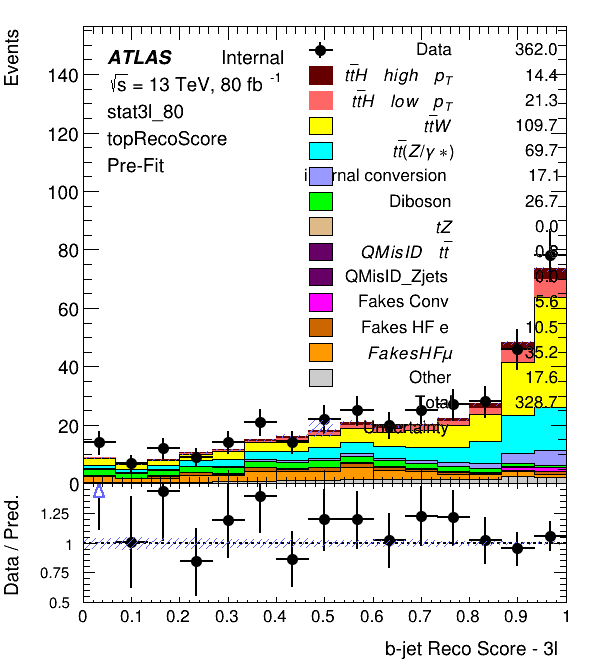 Events
ATLAS Internal
√s = 13 TeV, 80 fb⁻¹
stat3l_80
topRecoScore
Pre-Fit
Data 362.0
tt̄H high p_T 14.4
tt̄H low p_T 21.3
tt̄W 109.7
tt̄(Z/γ*) 69.7
conversion 17.1
Diboson 26.7
tZ 0.0
QMisID tt̄
QMisID_Zjets 0.0
Fakes Conv 5.6
Fakes HF e 10.5
FakesHFμ 35.2
Other 17.6
Total 328.7
Uncertainty
140
120
100
80
60
40
20
0
Data / Pred.
1.25
1
0.75
0.5
0 0.1 0.2 0.3 0.4 0.5 0.6 0.7 0.8 0.9 1
b-jet Reco Score - 3l